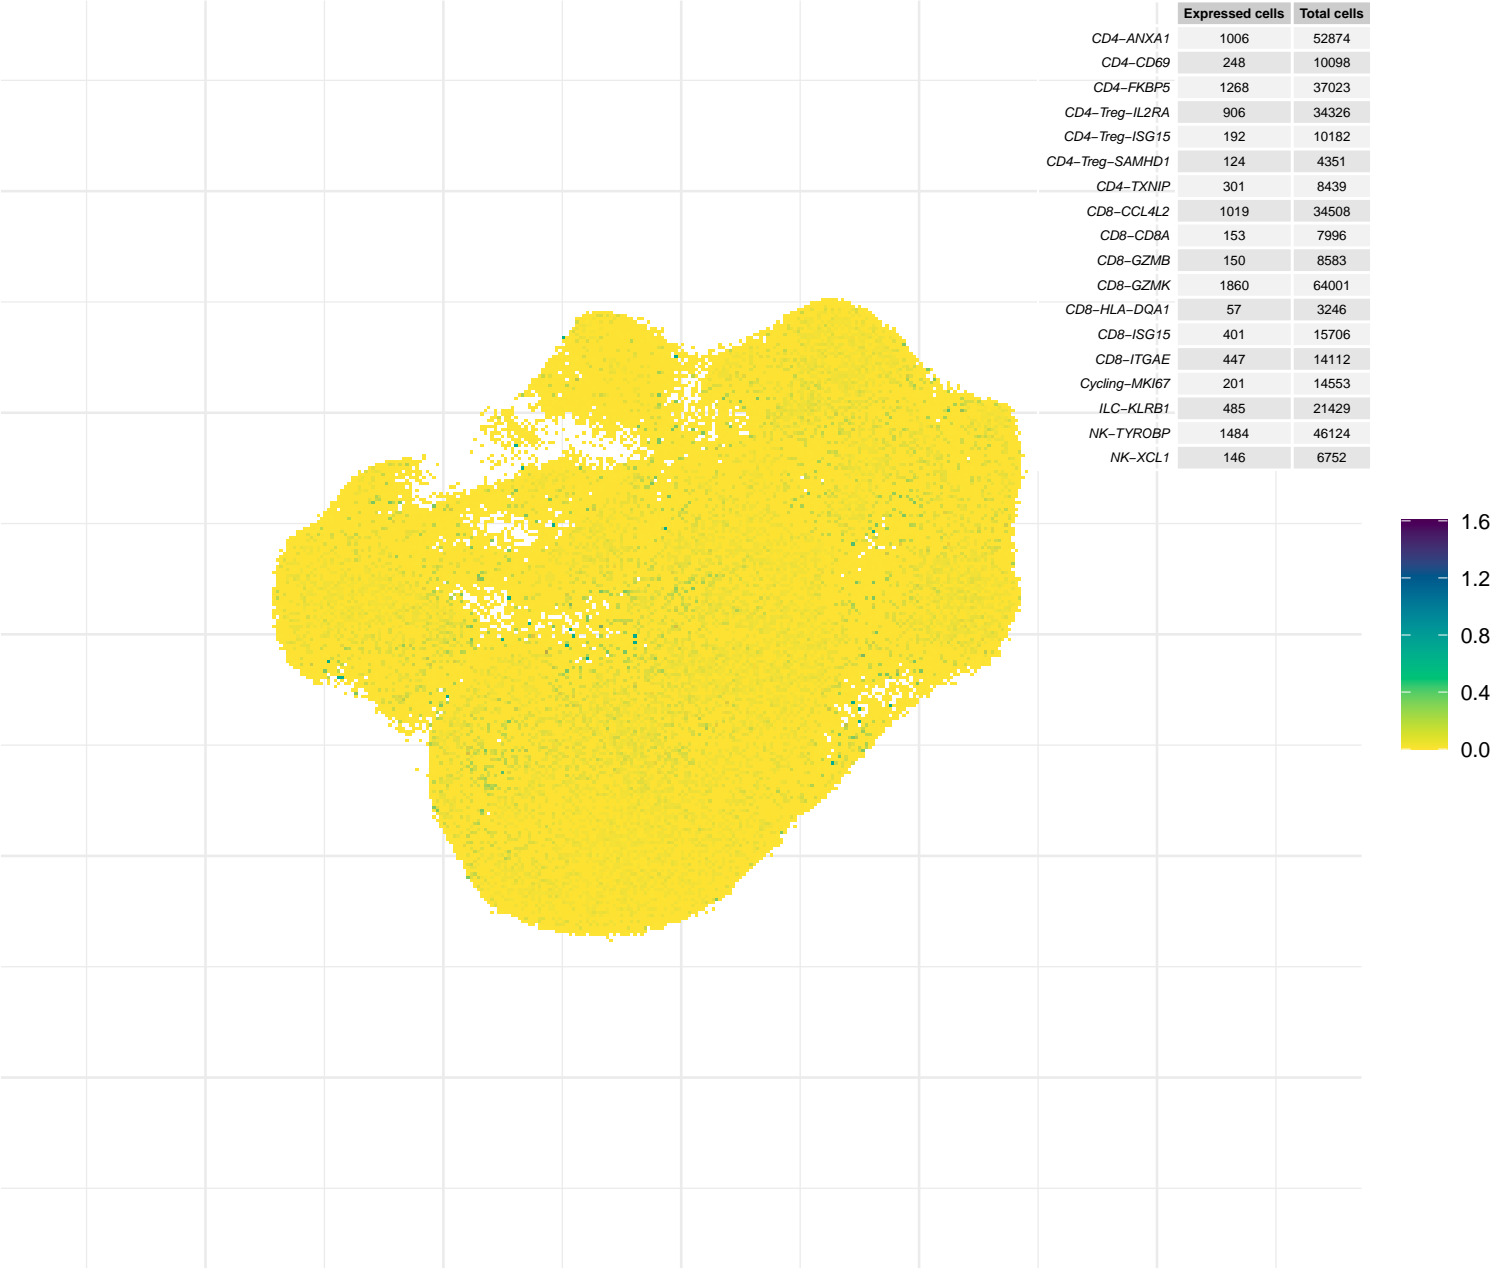 Expressed cells Total cells
CD4−ANXA1 1006 52874
CD4−CD69 248 10098
CD4−FKBP5 1268 37023
CD4−Treg−IL2RA 906 34326
CD4−Treg−ISG15 192 10182
CD4−Treg−SAMHD1 124 4351
CD4−TXNIP 301 8439
CD8−CCL4L2 1019 34508
CD8−CD8A 153 7996
CD8−GZMB 150 8583
CD8−GZMK 1860 64001
CD8−HLA−DQA1 57 3246
CD8−ISG15 401 15706
CD8−ITGAE 447 14112
Cycling−MKI67 201 14553
ILC−KLRB1 485 21429
NK−TYROBP 1484 46124
NK−XCL1 146 6752
1.6
1.2
0.8
0.4
0.0